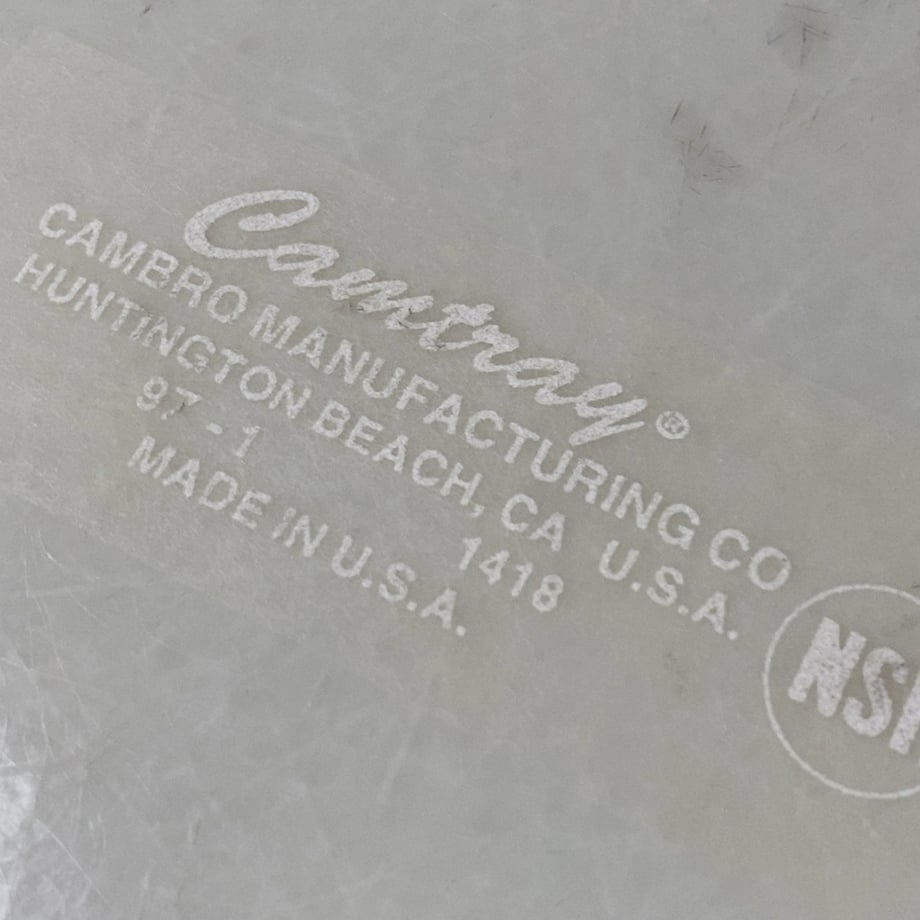 Camtray®
CAMBRO MANUFACTURING CO
HUNTINGTON BEACH, CA U.S.A.
97 - 1 1418
MADE IN U.S.A.
NSF